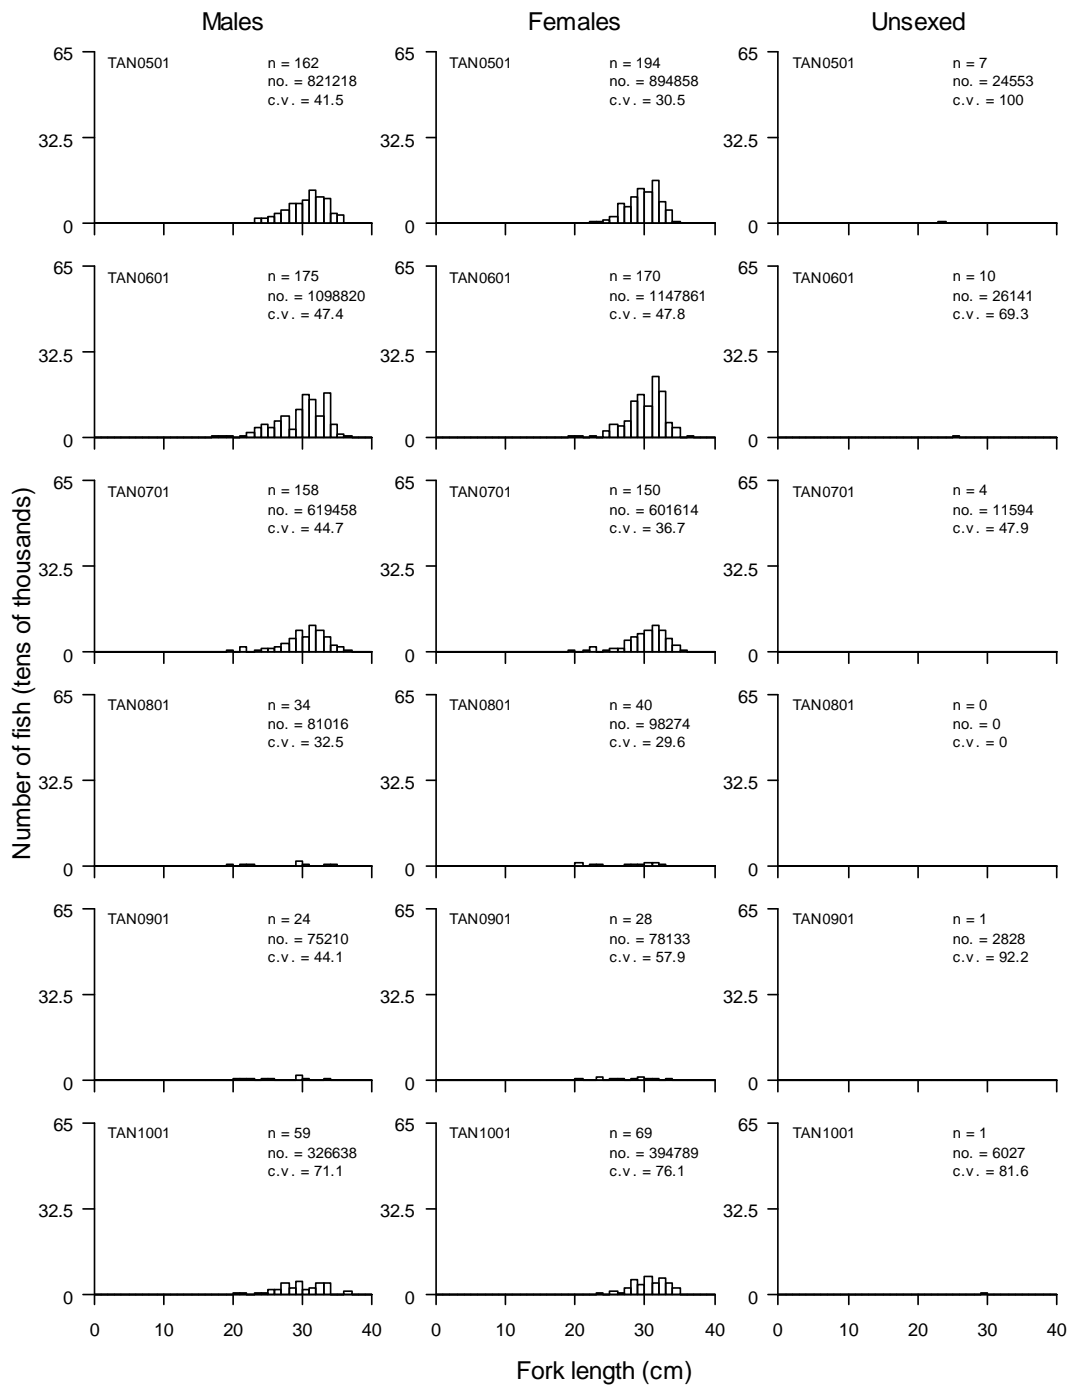 Males Females Unsexed
65 TAN0501 n = 162 65 TAN0501 n = 194 65 TAN0501 n = 7
no. = 821218 no. = 894858 no. = 24553
c.v. = 41.5 c.v. = 30.5 c.v. = 100
32.5 32.5 32.5
0 0 0
65 TAN0601 n = 175 65 TAN0601 n = 170 65 TAN0601 n = 10
no. = 1098820 no. = 1147861 no. = 26141
c.v. = 47.4 c.v. = 47.8 c.v. = 69.3
32.5 32.5 32.5
0 0 0
65 TAN0701 n = 158 65 TAN0701 n = 150 65 TAN0701 n = 4
no. = 619458 no. = 601614 no. = 11594
c.v. = 44.7 c.v. = 36.7 c.v. = 47.9
32.5 32.5 32.5
0 0 0
Number of fish (tens of thousands)
65 TAN0801 n = 34 65 TAN0801 n = 40 65 TAN0801 n = 0
no. = 81016 no. = 98274 no. = 0
c.v. = 32.5 c.v. = 29.6 c.v. = 0
32.5 32.5 32.5
0 0 0
65 TAN0901 n = 24 65 TAN0901 n = 28 65 TAN0901 n = 1
no. = 75210 no. = 78133 no. = 2828
c.v. = 44.1 c.v. = 57.9 c.v. = 92.2
32.5 32.5 32.5
0 0 0
65 TAN1001 n = 59 65 TAN1001 n = 69 65 TAN1001 n = 1
no. = 326638 no. = 394789 no. = 6027
c.v. = 71.1 c.v. = 76.1 c.v. = 81.6
32.5 32.5 32.5
0 0 0
0 10 20 30 40 0 10 20 30 40 0 10 20 30 40
Fork length (cm)